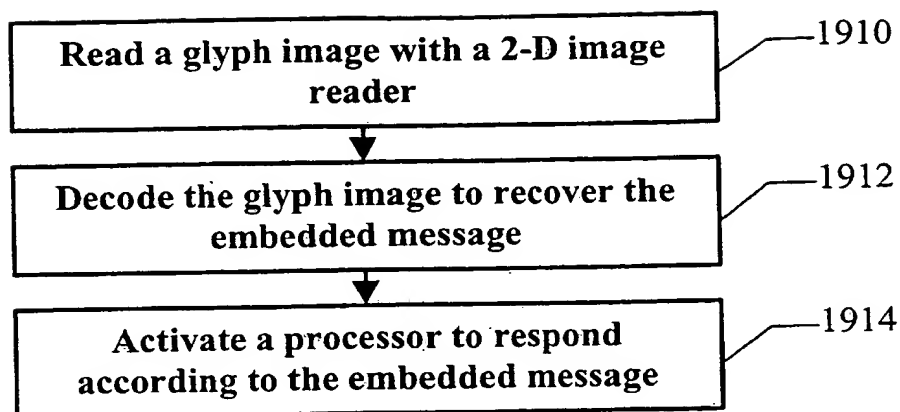 Read a glyph image with a 2-D image
reader
1910
Decode the glyph image to recover the
embedded message
1912
Activate a processor to respond
according to the embedded message
1914